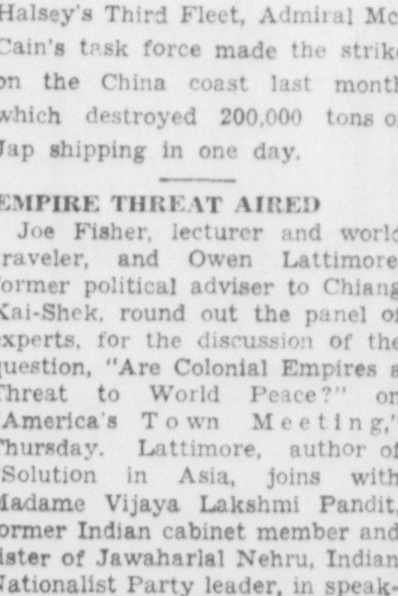 Halsey's Third Fleet, Admiral Mc-
Cain's task force made the strike
on the China coast last month
which destroyed 200,000 tons o
Jap shipping in one day.
EMPIRE THREAT AIRED
Joe Fisher, lecturer and world
traveler, and Owen Lattimore
former political adviser to Chiang
Kai-Shek, round out the panel of
experts, for the discussion of the
question, "Are Colonial Empires a
Threat to World Peace?" on
"America's Town Meeting,"
Thursday. Lattimore, author of
"Solution in Asia, joins with
Madame Vijaya Lakshmi Pandit,
former Indian cabinet member and
sister of Jawaharlal Nehru, Indian
Nationalist Party leader, in speak-